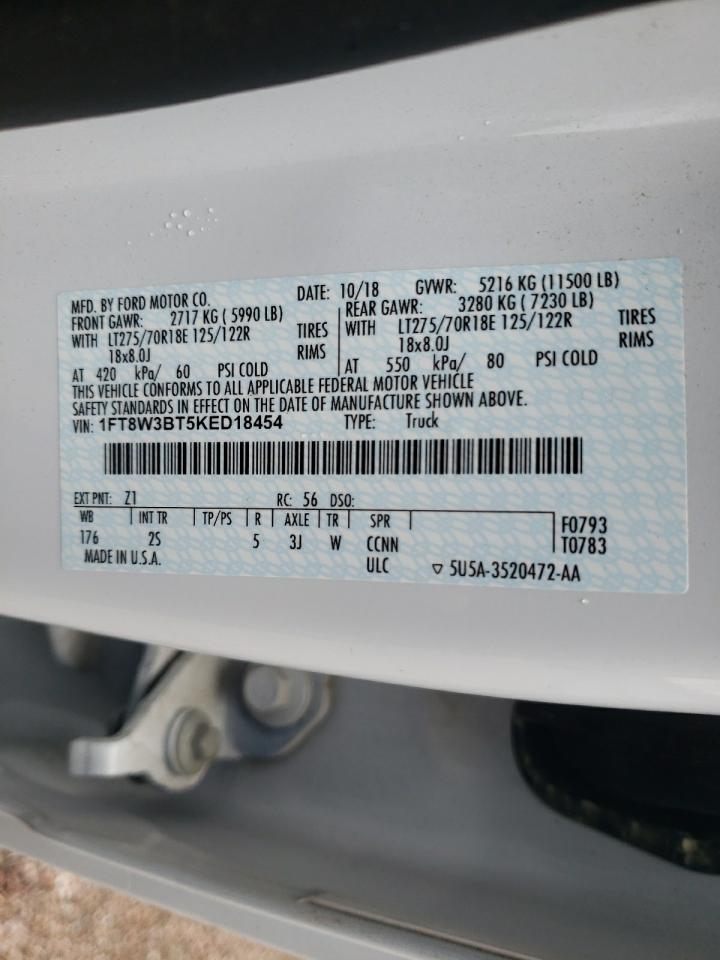 MFD. BY FORD MOTOR CO. DATE: 10/18 GVWR: 5216 KG (11500 LB)
FRONT GAWR: 2717 KG ( 5990 LB) REAR GAWR: 3280 KG ( 7230 LB)
WITH LT275/70R18E 125/122R TIRES WITH LT275/70R18E 125/122R TIRES
18x8.0J RIMS 18x8.0J RIMS
AT 420 kPa/ 60 PSI COLD AT 550 kPa/ 80 PSI COLD
THIS VEHICLE CONFORMS TO ALL APPLICABLE FEDERAL MOTOR VEHICLE
SAFETY STANDARDS IN EFFECT ON THE DATE OF MANUFACTURE SHOWN ABOVE.
VIN: 1FT8W3BT5KED18454 TYPE: Truck
EXT PNT: Z1 RC: 56 DSO:
WB INT TR TP/PS R AXLE TR SPR F0793
176 2S 5 3J W CCNN T0783
MADE IN U.S.A. ULC ▽ 5U5A-3520472-AA